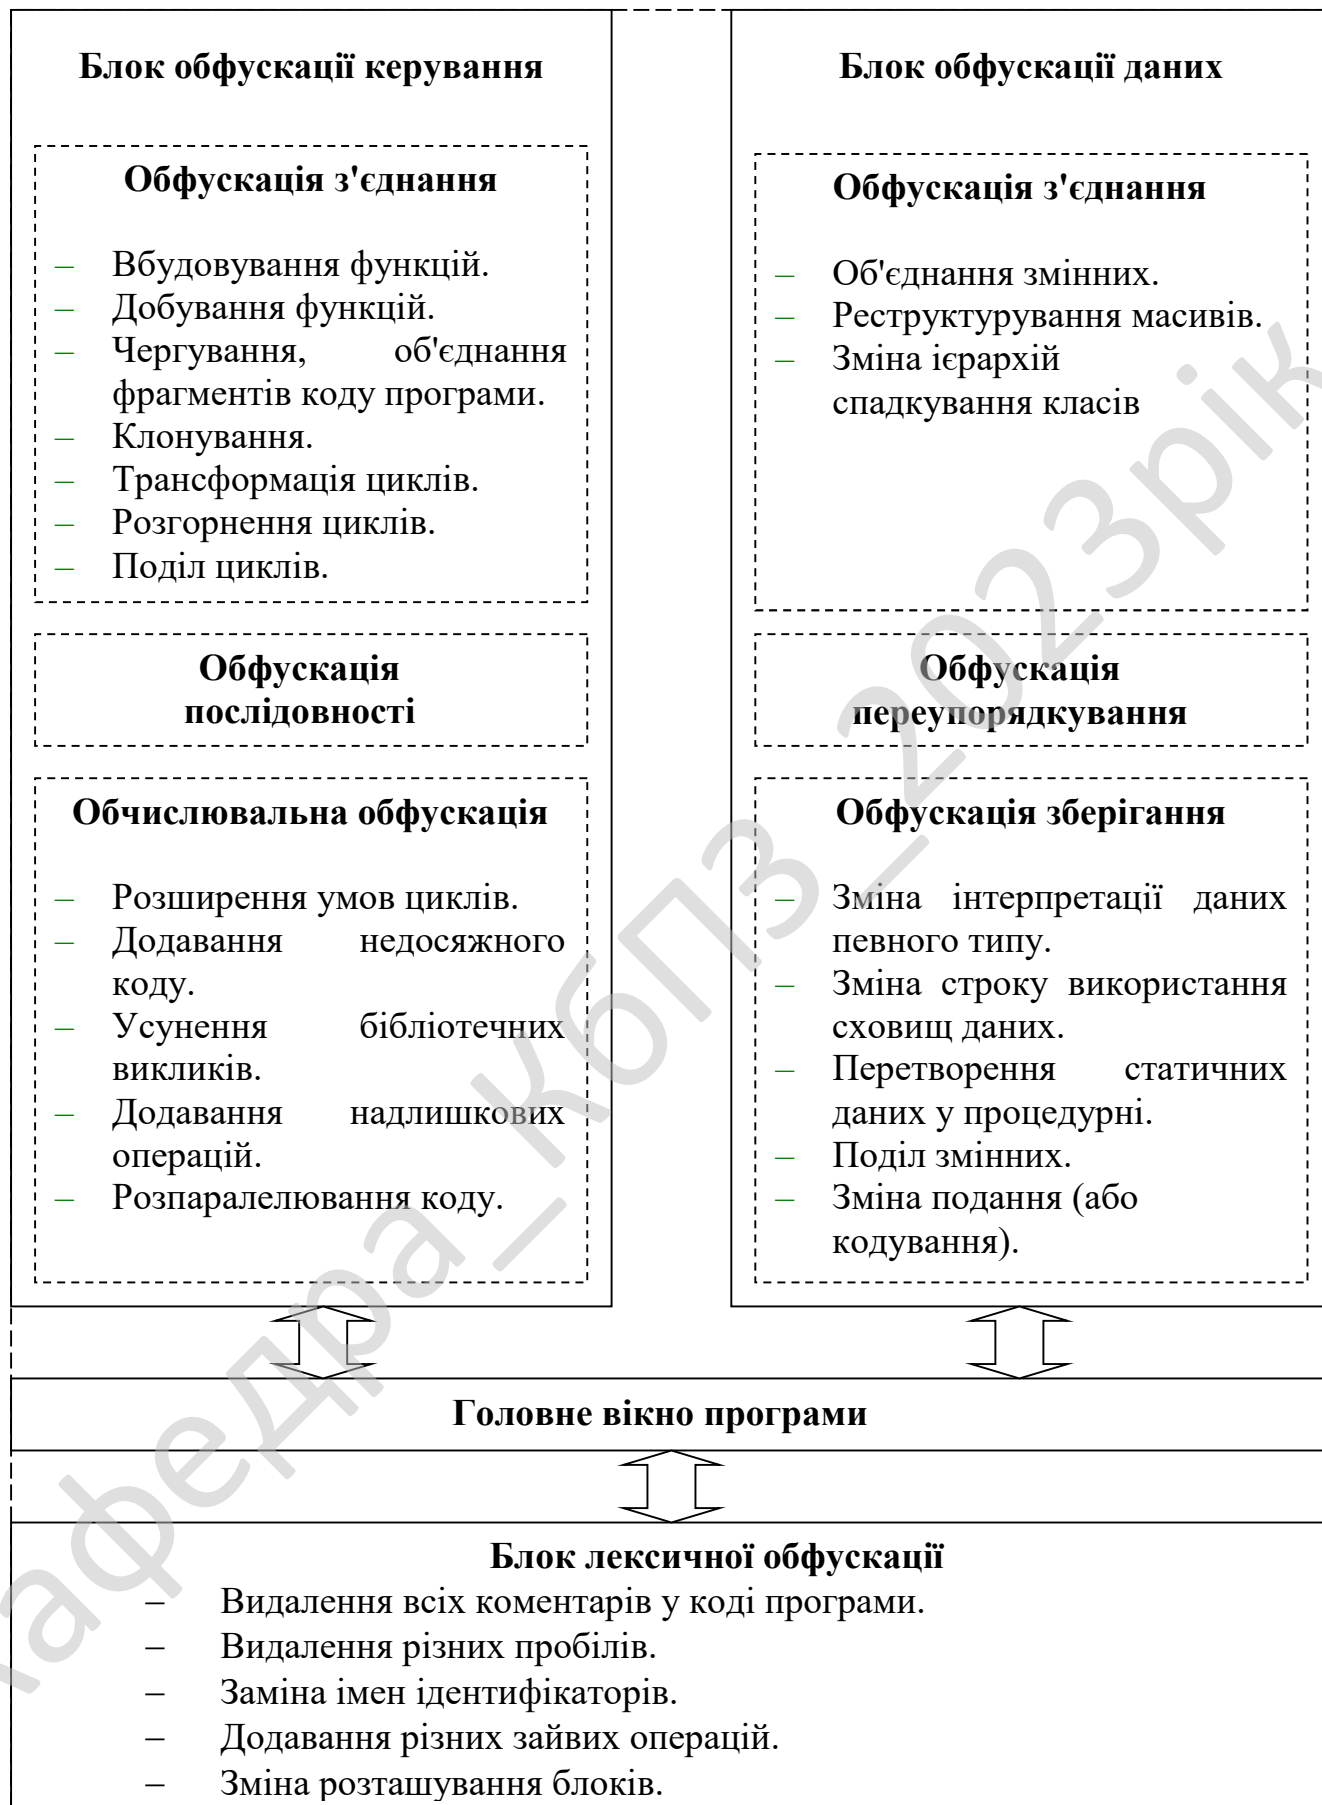 Блок обфускації керування
Обфускація з'єднання
– Вбудовування функцій.
– Добування функцій.
– Чергування, об'єднання
фрагментів коду програми.
– Клонування.
– Трансформація циклів.
– Розгорнення циклів.
– Поділ циклів.
Обфускація
послідовності
Обчислювальна обфускація
– Розширення умов циклів.
– Додавання недосяжного
коду.
– Усунення бібліотечних
викликів.
– Додавання надлишкових
операцій.
– Розпаралелювання коду.
Блок обфускації даних
Обфускація з'єднання
– Об'єднання змінних.
– Реструктурування масивів.
– Зміна ієрархій
спадкування класів
Обфускація
переупорядкування
Обфускація зберігання
– Зміна інтерпретації даних
певного типу.
– Зміна строку використання
сховищ даних.
– Перетворення статичних
даних у процедурні.
– Поділ змінних.
– Зміна подання (або
кодування).
Головне вікно програми
Блок лексичної обфускації
– Видалення всіх коментарів у коді програми.
– Видалення різних пробілів.
– Заміна імен ідентифікаторів.
– Додавання різних зайвих операцій.
– Зміна розташування блоків.
Кафедра_КбПЗ_2023рік